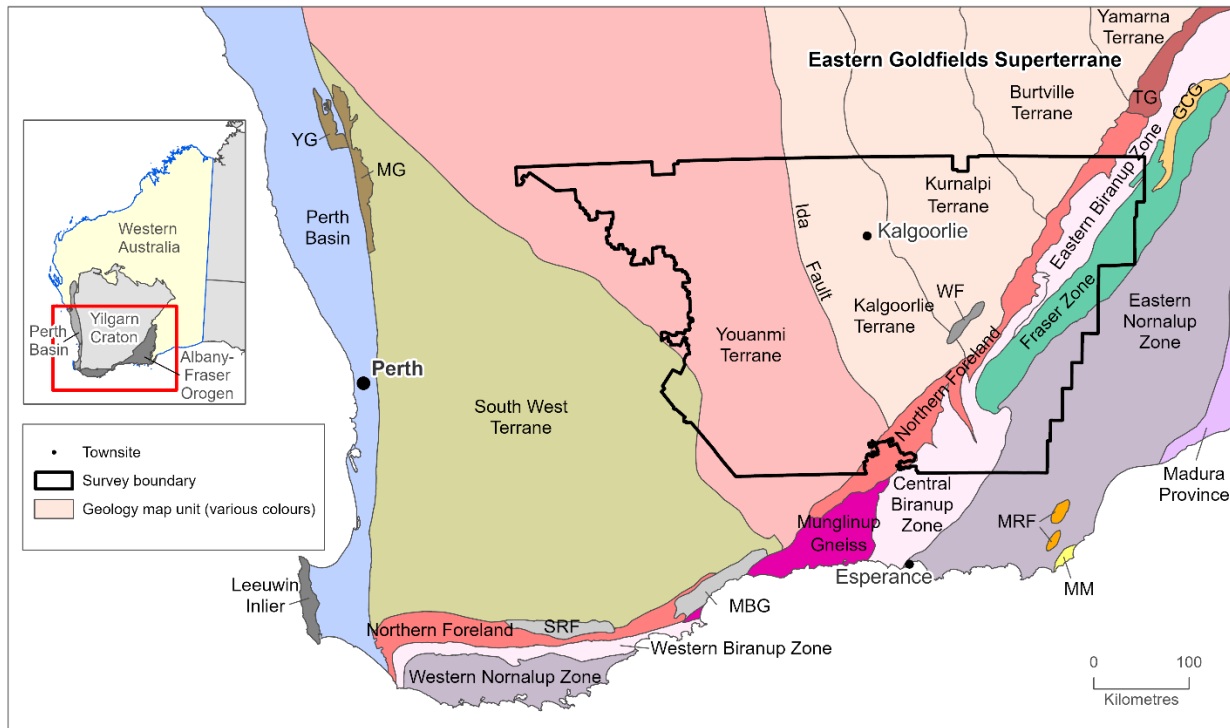 Yamarna
Terrane
Eastern Goldfields Superterrane
Burtville
Terrane
TG
GCG
YG
MG
Perth
Basin
Ida
Fault
Kurnalpi
Terrane
Kalgoorlie
Eastern Biranup Zone
Western
Australia
Yilgarn
Craton
Perth
Basin
Albany-
Fraser
Orogen
WF
Kalgoorlie
Terrane
Fraser Zone
Eastern
Nornalup
Zone
Youanmi
Terrane
Northern Foreland
Perth
South West
Terrane
Townsite
Survey boundary
Geology map unit (various colours)
Madura
Province
Central
Biranup
Zone
Munglinup
Gneiss
MRF
MM
Esperance
Leeuwin
Inlier
MBG
SRF
Northern Foreland
Western Biranup Zone
Western Nornalup Zone
0 100
Kilometres